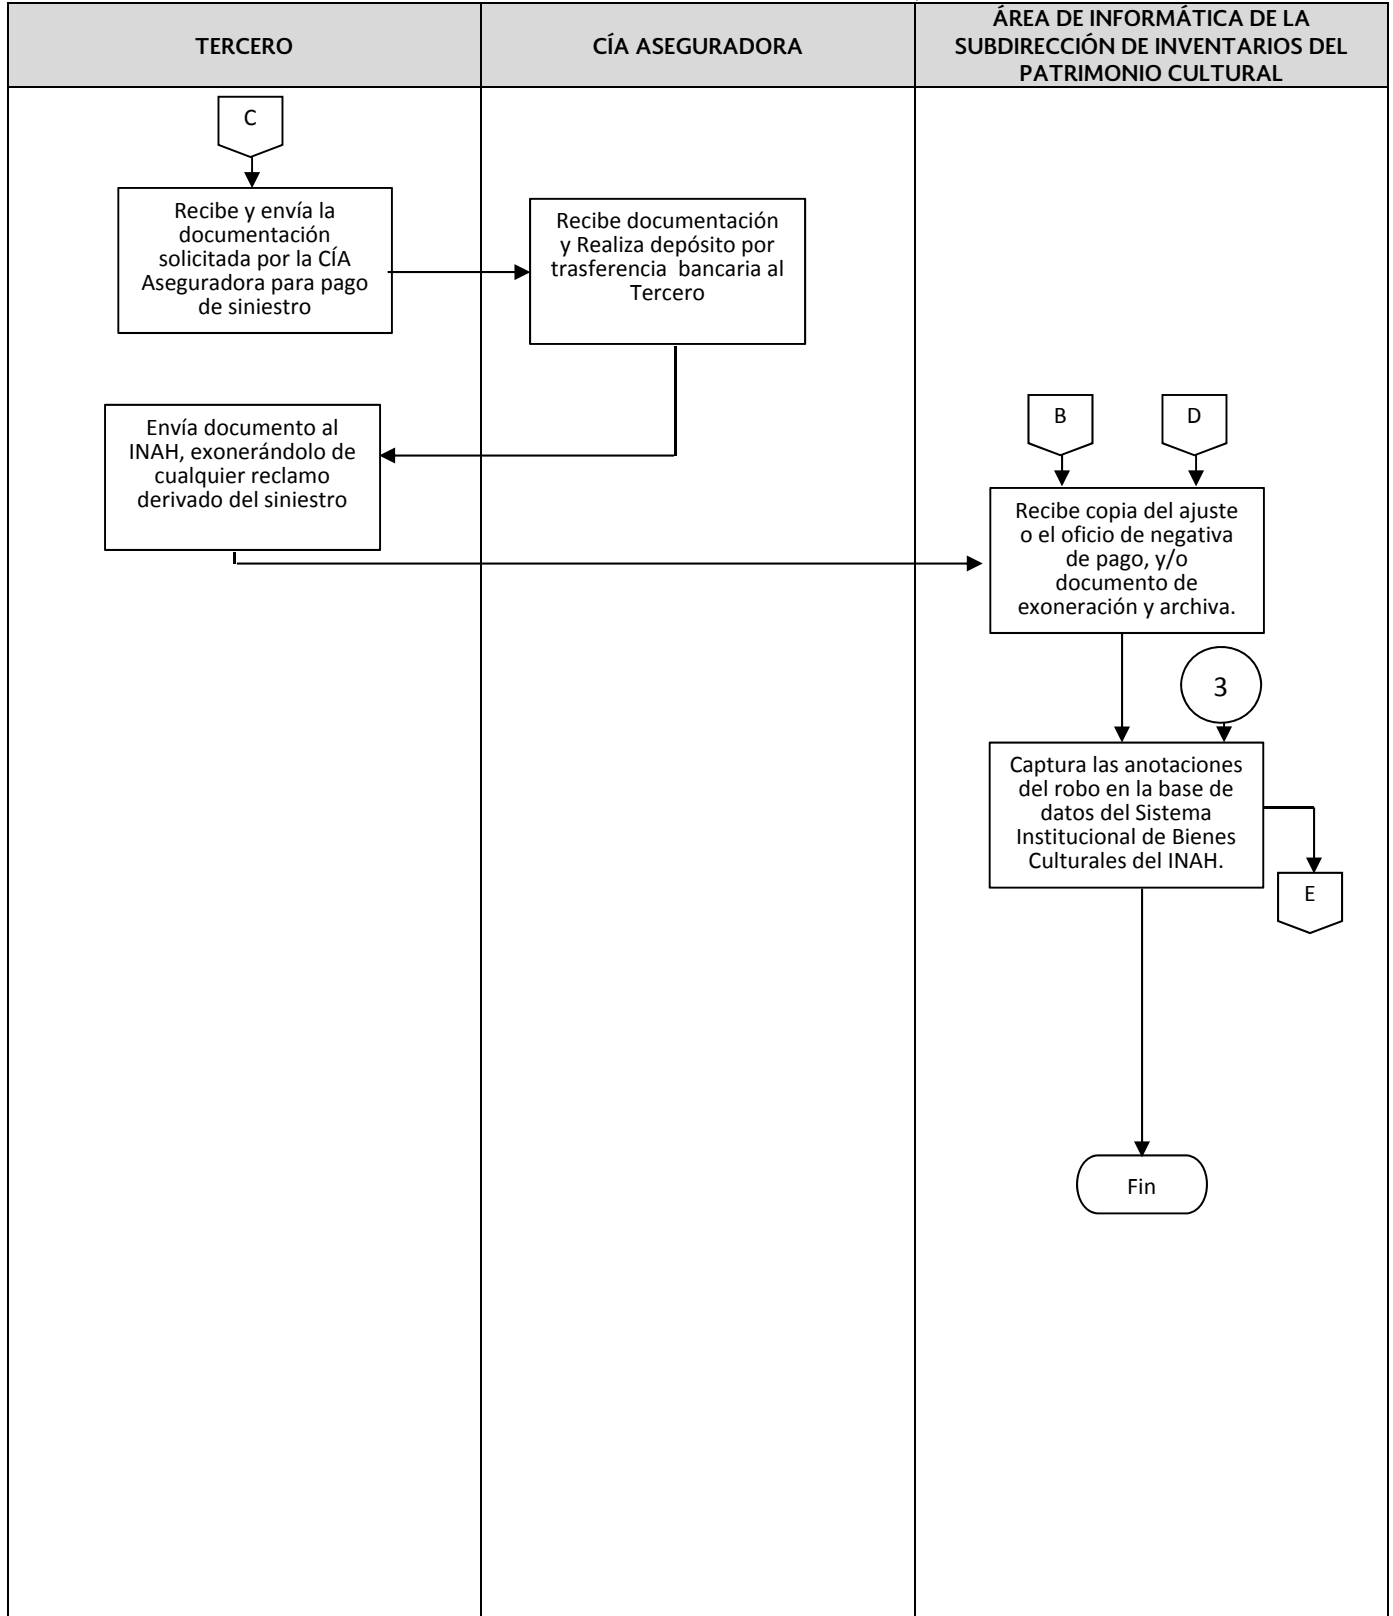 TERCERO
CÍA ASEGURADORA
ÁREA DE INFORMÁTICA DE LA
SUBDIRECCIÓN DE INVENTARIOS DEL
PATRIMONIO CULTURAL
C
Recibe y envía la
documentación
solicitada por la CÍA
Aseguradora para pago
de siniestro
Recibe documentación
y Realiza depósito por
trasferencia bancaria al
Tercero
Envía documento al
INAH, exonerándolo de
cualquier reclamo
derivado del siniestro
B
D
Recibe copia del ajuste
o el oficio de negativa
de pago, y/o
documento de
exoneración y archiva.
3
Captura las anotaciones
del robo en la base de
datos del Sistema
Institucional de Bienes
Culturales del INAH.
E
Fin